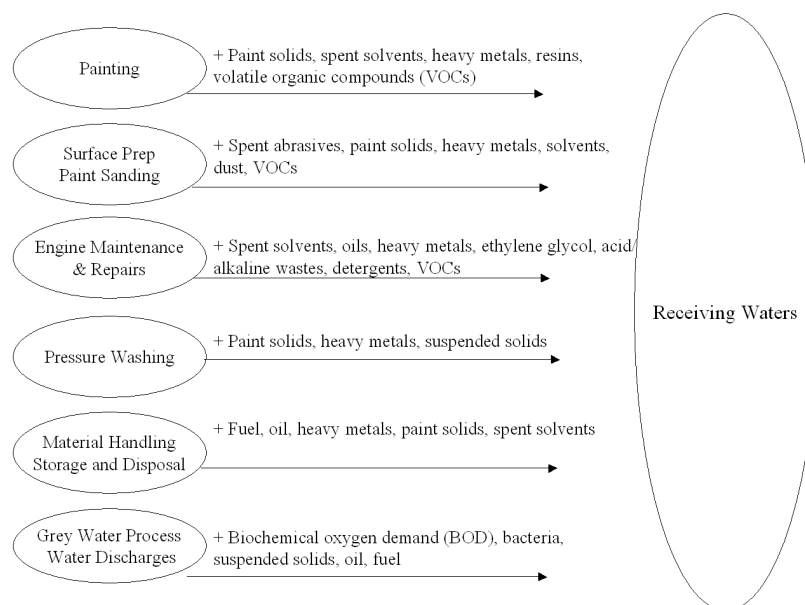 Painting
+ Paint solids, spent solvents, heavy metals, resins,
volatile organic compounds (VOCs)
Surface Prep
Paint Sanding
+ Spent abrasives, paint solids, heavy metals, solvents,
dust, VOCs
Engine Maintenance
& Repairs
+ Spent solvents, oils, heavy metals, ethylene glycol, acid/
alkaline wastes, detergents, VOCs
Receiving Waters
Pressure Washing
+ Paint solids, heavy metals, suspended solids
Material Handling
Storage and Disposal
+ Fuel, oil, heavy metals, paint solids, spent solvents
Grey Water Process
Water Discharges
+ Biochemical oxygen demand (BOD), bacteria,
suspended solids, oil, fuel